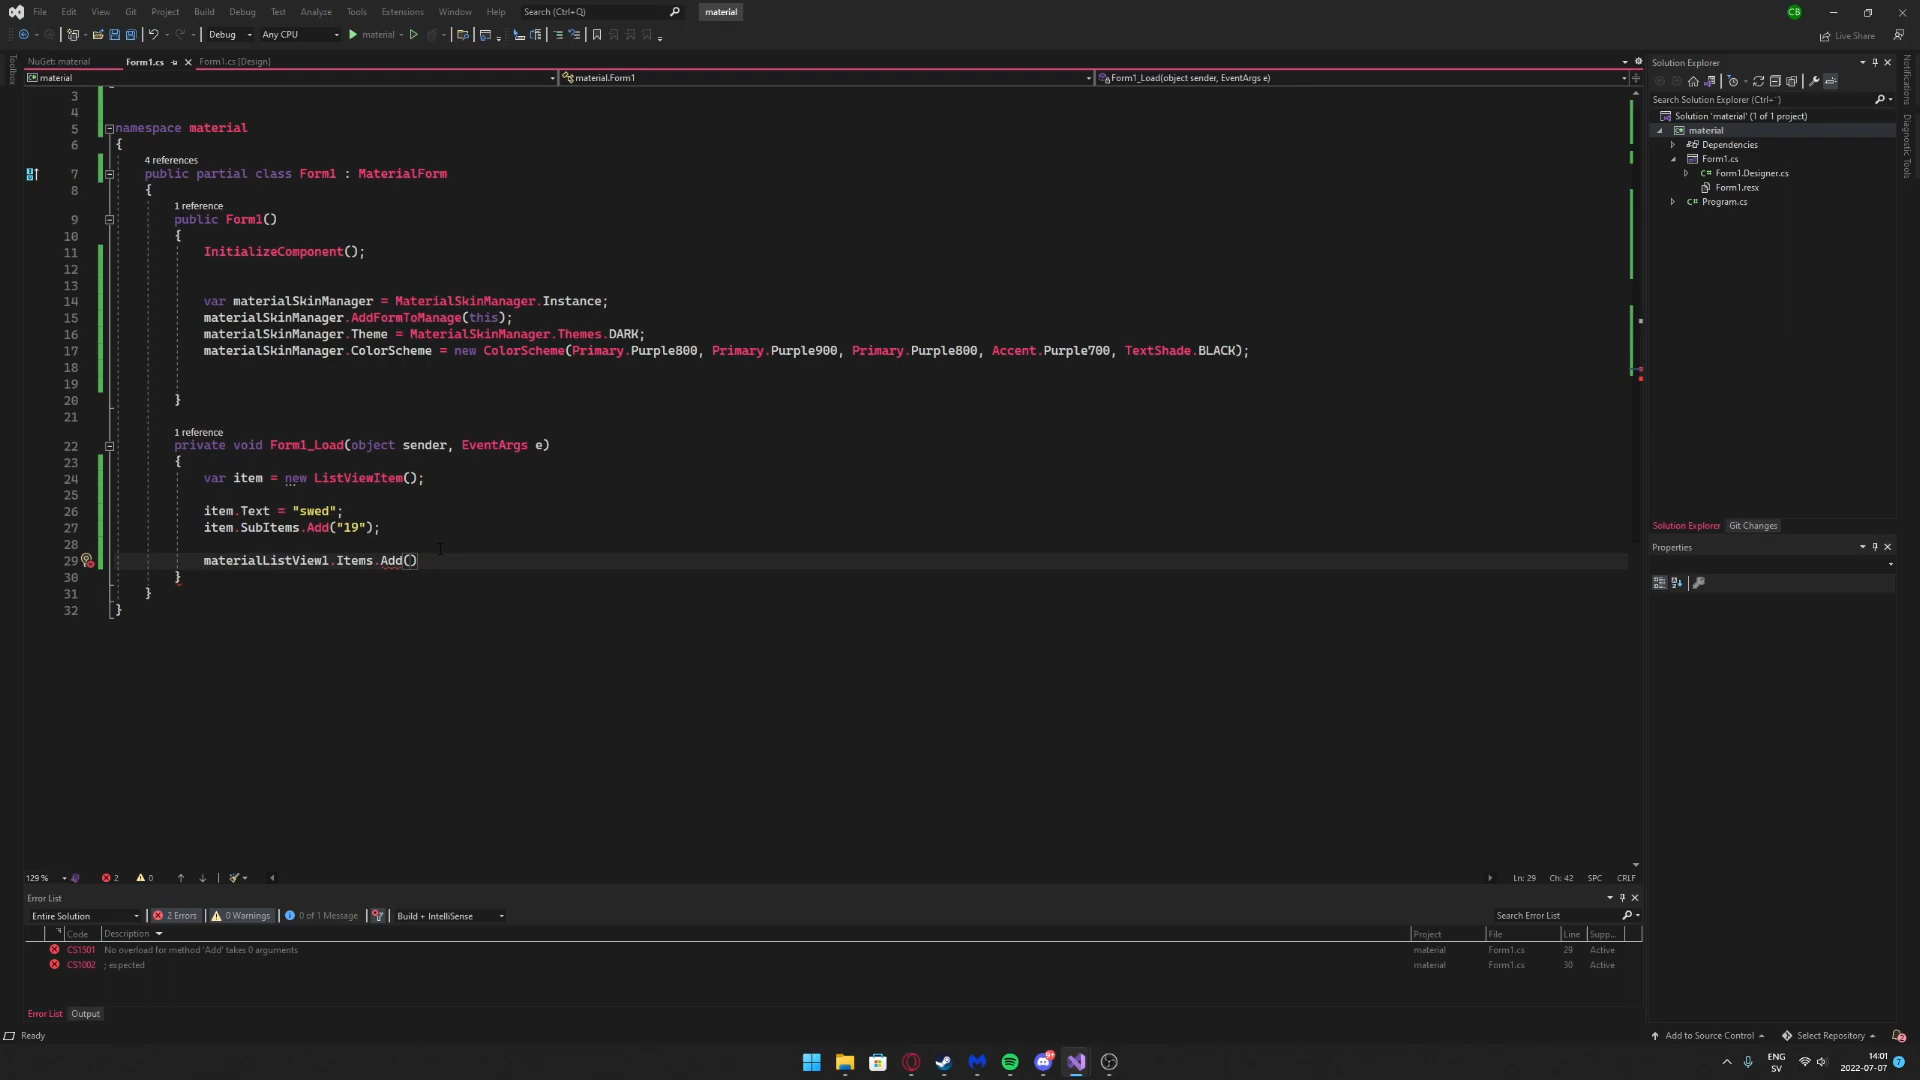 File Edit View Git Project Build Debug Test Analyze Tools Extensions Window Help Search (Ctrl+Q) material CB
Debug Any CPU material Live Share
NuGet: material Form1.cs Form1.cs [Design]
material material.Form1 Form1_Load(object sender, EventArgs e)
Toolbox
3
4
5 namespace material
6 {
4 references
7 public partial class Form1 : MaterialForm
8 {
1 reference
9 public Form1()
10 {
11 InitializeComponent();
12
13
14 var materialSkinManager = MaterialSkinManager.Instance;
15 materialSkinManager.AddFormToManage(this);
16 materialSkinManager.Theme = MaterialSkinManager.Themes.DARK;
17 materialSkinManager.ColorScheme = new ColorScheme(Primary.Purple800, Primary.Purple900, Primary.Purple800, Accent.Purple700, TextShade.BLACK);
18
19
20 }
21
1 reference
22 private void Form1_Load(object sender, EventArgs e)
23 {
24 var item = new ListViewItem();
25
26 item.Text = "swed";
27 item.SubItems.Add("19");
28
29 materialListView1.Items.Add()
30 }
31 }
32 }
129 % 2 0 Ln: 29 Ch: 42 SPC CRLF
Error List
Entire Solution 2 Errors 0 Warnings 0 of 1 Message Build + IntelliSense Search Error List
Code Description Project File Line Supp...
CS1501 No overload for method 'Add' takes 0 arguments material Form1.cs 29 Active
CS1002 ; expected material Form1.cs 30 Active
Error List Output
Solution Explorer
Search Solution Explorer (Ctrl+¨)
Solution 'material' (1 of 1 project)
material
Dependencies
Form1.cs
Form1.Designer.cs
Form1.resx
Program.cs
Solution Explorer Git Changes
Properties
Notifications
Diagnostic Tools
Ready Add to Source Control Select Repository 2
9+
ENG
SV
14:01
2022-07-07
7